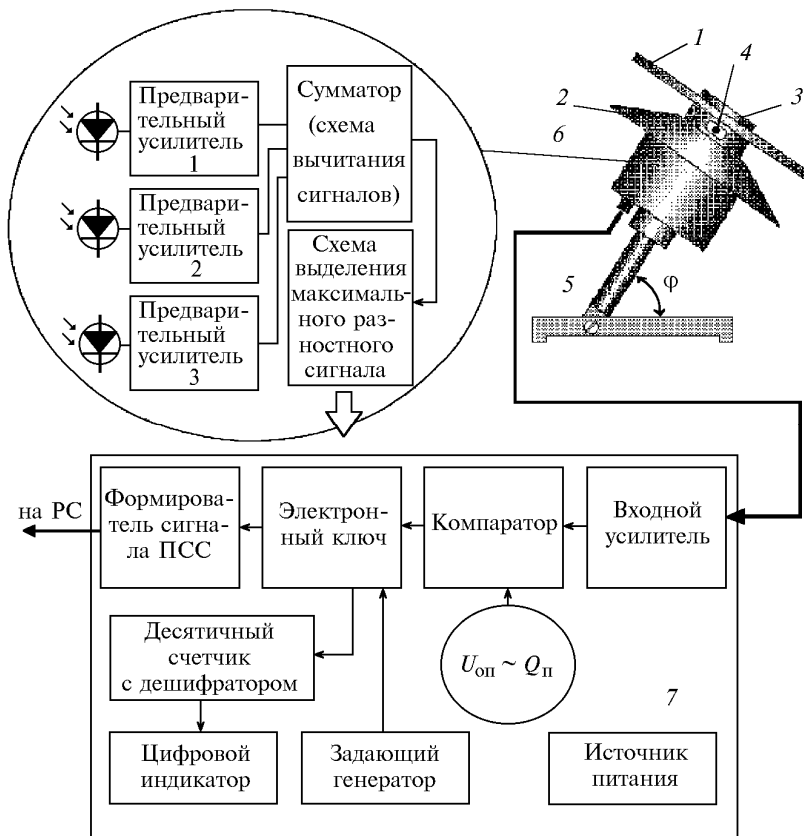 Предвари-
тельный
усилитель
1
Предвари-
тельный
усилитель
2
Предвари-
тельный
усилитель
3
Сумматор
(схема
вычитания
сигналов)
Схема
выделения
максималь-
ного раз-
ностного
сигнала
1
2
3
4
5
6
φ
на PC
Формирова-
тель сигна-
ла ПСС
Электрон-
ный ключ
Компаратор
Входной
усилитель
Десятичный
счетчик
с дешифратором
Uоп ~ Qп
7
Цифровой
индикатор
Задающий
генератор
Источник
питания